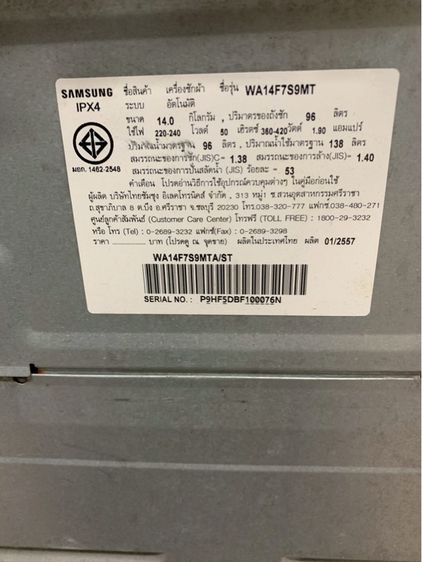 SAMSUNG ชื่อสินค้า เครื่องซักผ้า ชื่อรุ่น WA14F7S9MT
IPX4 ระบบ อัตโนมัติ
ขนาด 14.0 กิโลกรัม , ปริมาตรของถังซัก 96 ลิตร
ใช้ไฟ 220-240 โวลต์ 50 เฮิรตซ์ 360-420วัตต์ 1.90 แอมแปร์
ปริมาณน้ำมาตรฐาน 96 ลิตร , ปริมาณน้ำใช้มาตรฐาน 138 ลิตร
มอก. 1462-2548 สมรรถนะของการซัก(JIS)C- 1.38 สมรรถนะของการล้าง(JIS)- 1.40
สมรรถนะของการปั่นสลัดน้ำ (JIS) ร้อยละ- 53
คำเตือน โปรดอ่านวิธีการใช้อุปกรณ์ควบคุมต่างๆ ในคู่มือก่อนใช้
ผู้ผลิต บริษัทไทยซัมซุง อิเลคโทรนิคส์ จำกัด , 313 หมู่1 ซ.สวนอุตสาหกรรมศรีราชา
ถ.สุขาภิบาล 8 ต.บึง อ.ศรีราชา จ.ชลบุรี 20230 โทร.038-320-777 แฟกซ์.038-480-271
ศูนย์ลูกค้าสัมพันธ์ (Customer Care Center) โทรฟรี (TOLL FREE) : 1800-29-3232
หรือ โทร (Tel) : 0-2689-3232 แฟกซ์(Fax) : 0-2689-3298
ราคา บาท (โปรดดู ณ จุดขาย) ผลิตในประเทศไทย ผลิต 01/2557
WA14F7S9MTA/ST
SERIAL NO.: P9HF5DBF100076N